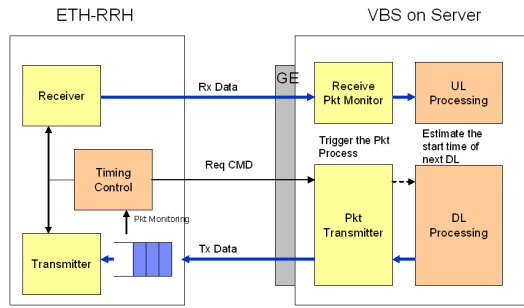 ETH-RRH
VBS on Server
GE
Receiver
Rx Data
Receive
Pkt Monitor
UL
Processing
Trigger the Pkt
Process
Estimate the
start time of
next DL
Timing
Control
Req CMD
Pkt Monitoring
Pkt
Transmitter
DL
Processing
Transmitter
Tx Data